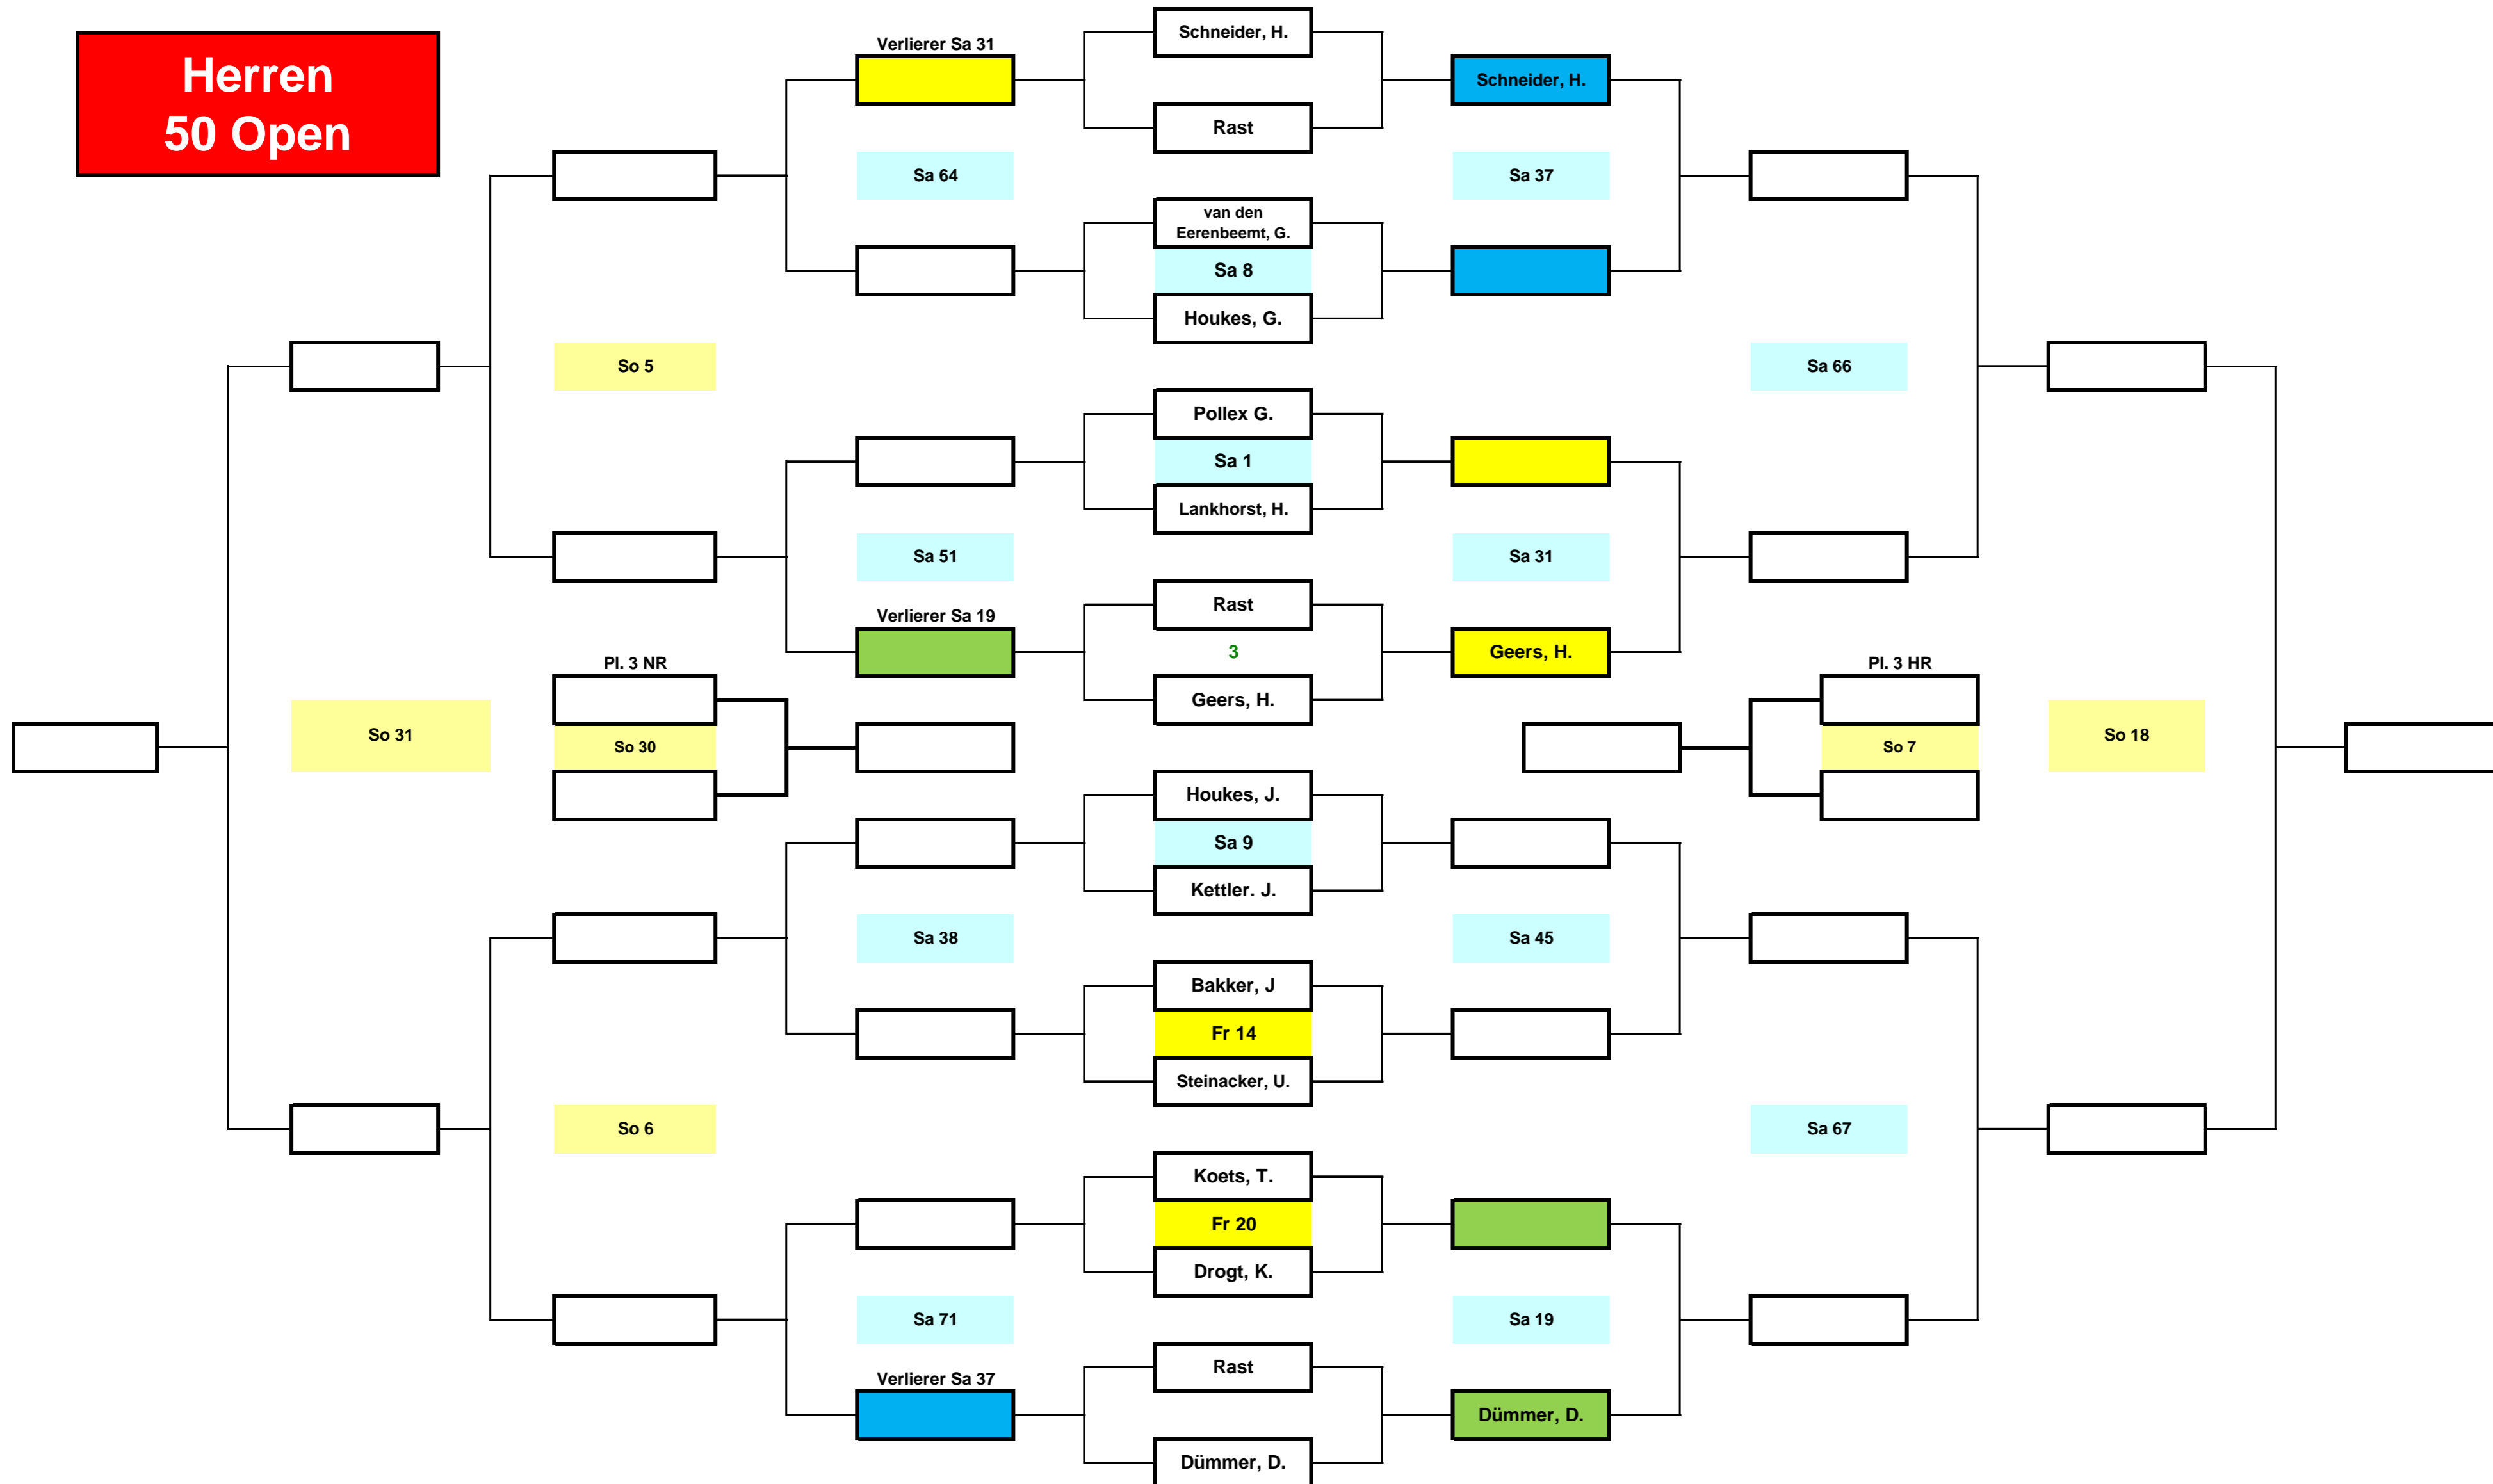 Herren
50 Open
Verlierer Sa 31
Schneider, H.
Schneider, H.
Rast
Sa 64
Sa 37
van den
Eerenbeemt, G.
Sa 8
Houkes, G.
So 5
Sa 66
Pollex G.
Sa 1
Lankhorst, H.
Sa 51
Sa 31
Verlierer Sa 19
Rast
3
Geers, H.
Geers, H.
Pl. 3 NR
Pl. 3 HR
So 31
So 30
So 7
So 18
Houkes, J.
Sa 9
Kettler. J.
Sa 38
Sa 45
Bakker, J
Fr 14
Steinacker, U.
So 6
Sa 67
Koets, T.
Fr 20
Drogt, K.
Sa 71
Sa 19
Verlierer Sa 37
Rast
Dümmer, D.
Dümmer, D.